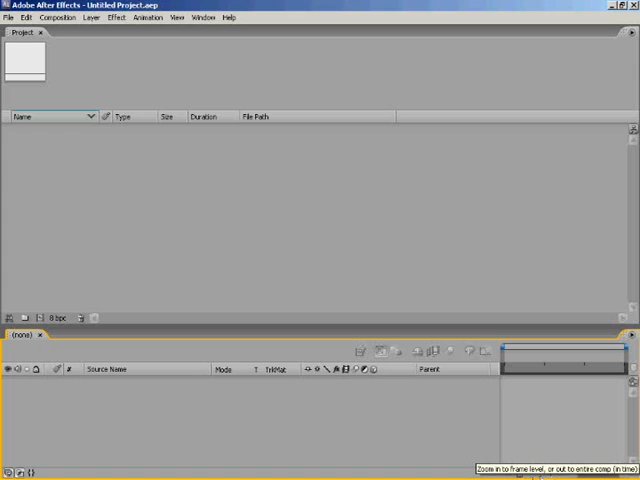 Adobe After Effects - Untitled Project.aep
File Edit Composition Layer Effect Animation View Window Help
Project
Name Type Size Duration File Path
8 bpc
(none)
# Source Name Mode T TrkMat Parent
Zoom in to frame level, or out to entire comp (in time)